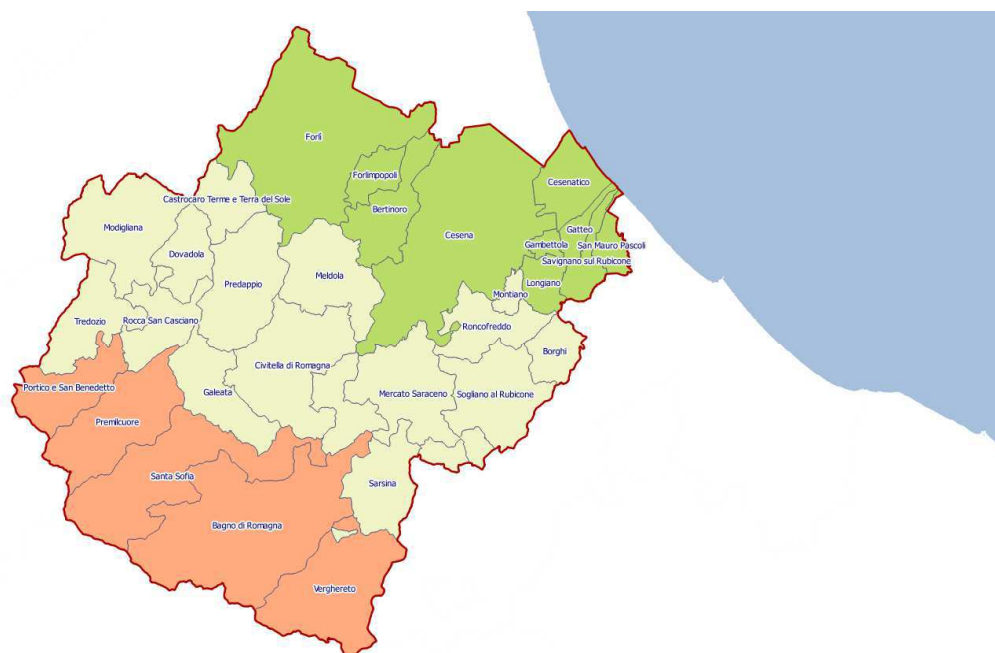 Forlì
Forlimpopoli
Cesenatico
Castrocaro Terme e Terra del Sole
Bertinoro
Modigliana
Gatteo
Cesena
Gambettola
San Mauro Pascoli
Dovadola
Savignano sul Rubicone
Meldola
Predappio
Longiano
Montiano
Tredozio
Rocca San Casciano
Roncofreddo
Borghi
Civitella di Romagna
Portico e San Benedetto
Galeata
Mercato Saraceno
Sogliano al Rubicone
Premilcuore
Santa Sofia
Sarsina
Bagno di Romagna
Verghereto